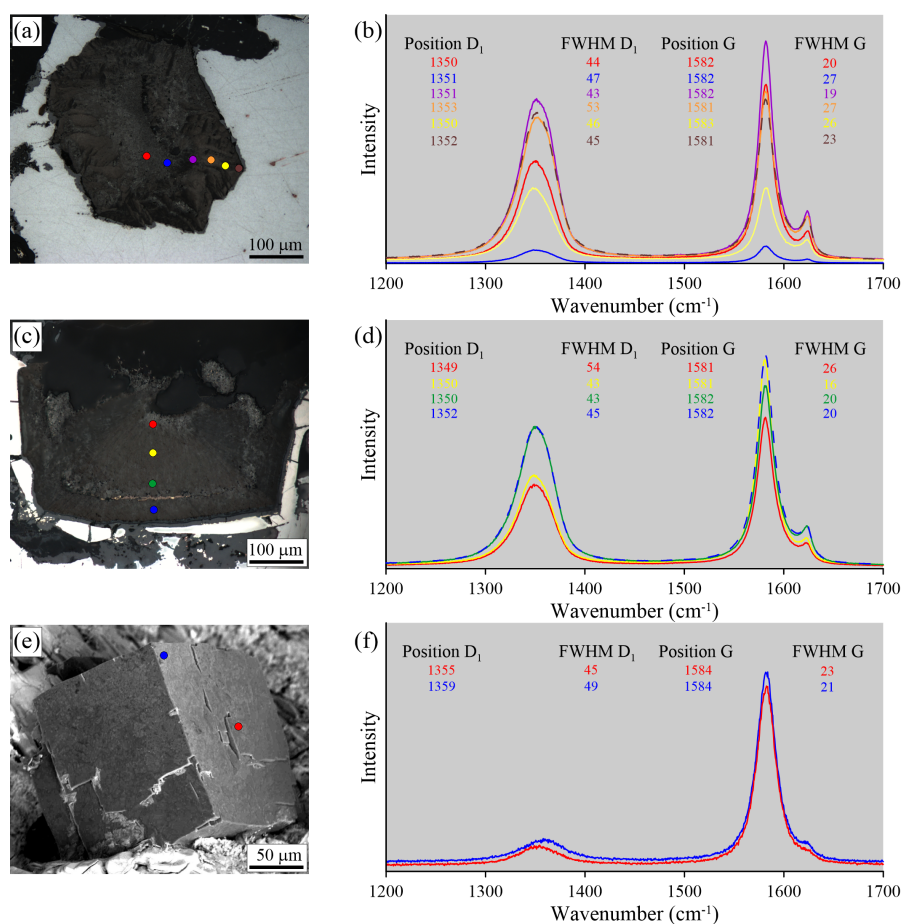 (a)
100 μm
(b)
Position D1 FWHM D1 Position G FWHM G
1350 44 1582 20
1351 47 1582 27
1351 43 1582 19
1353 53 1581 27
1350 46 1583 26
1352 45 1581 23
Intensity
1200 1300 1400 1500 1600 1700
Wavenumber (cm-1)
(c)
100 μm
(d)
Position D1 FWHM D1 Position G FWHM G
1349 54 1581 26
1350 43 1581 16
1350 43 1582 20
1352 45 1582 20
Intensity
1200 1300 1400 1500 1600 1700
Wavenumber (cm-1)
(e)
50 μm
(f)
Position D1 FWHM D1 Position G FWHM G
1355 45 1584 23
1359 49 1584 21
Intensity
1200 1300 1400 1500 1600 1700
Wavenumber (cm-1)